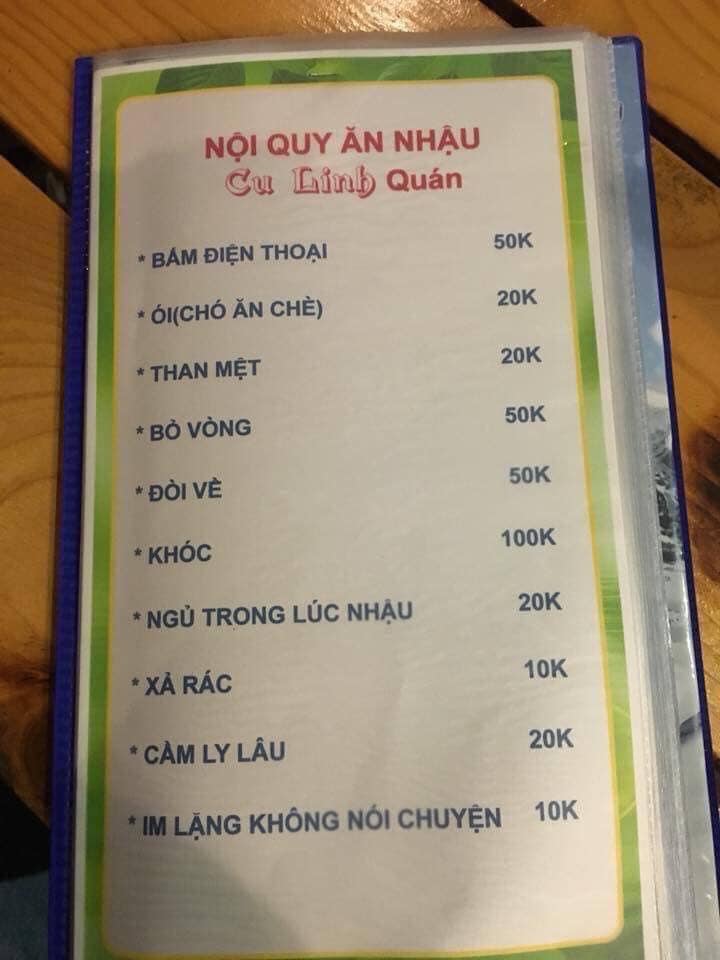 NỘI QUY ĂN NHẬU
Cu Linh Quán
* BẤM ĐIỆN THOẠI 50K
* ÓI(CHÓ ĂN CHÈ) 20K
* THAN MỆT 20K
* BỎ VÒNG 50K
* ĐÒI VỀ 50K
* KHÓC 100K
* NGỦ TRONG LÚC NHẬU 20K
* XẢ RÁC 10K
* CẦM LY LÂU 20K
* IM LẶNG KHÔNG NÓI CHUYỆN 10K